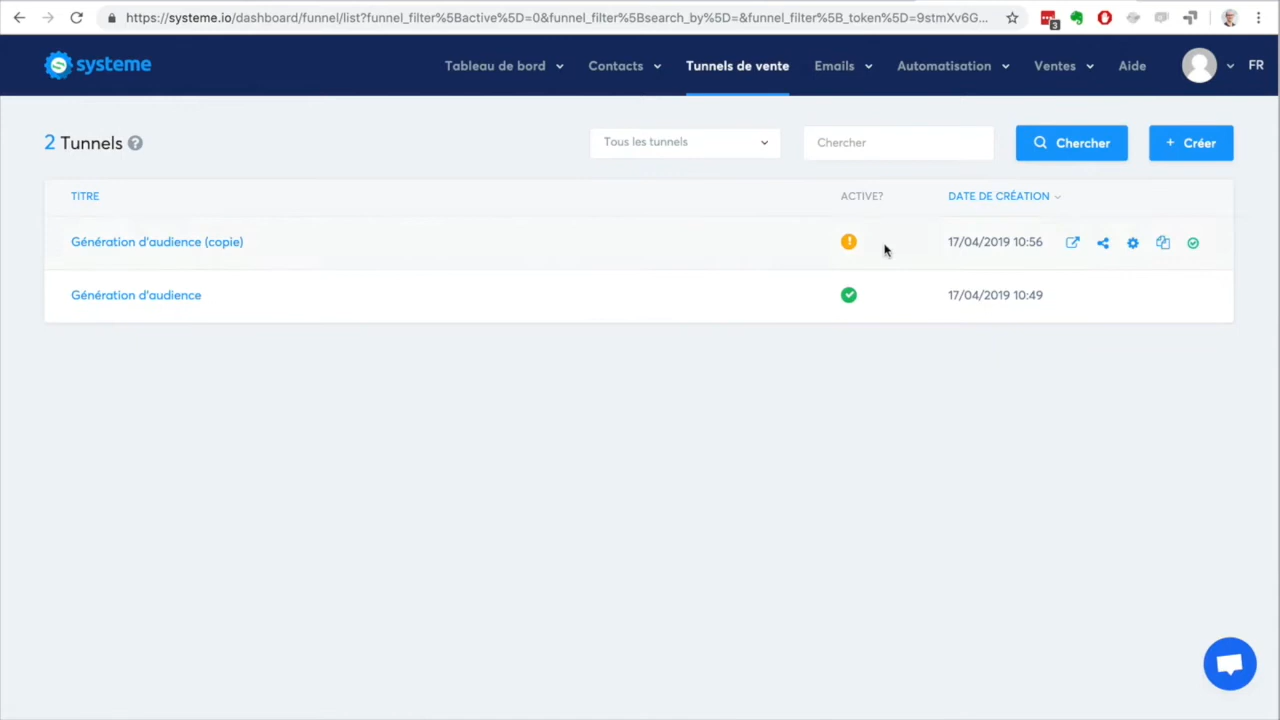 https://systeme.io/dashboard/funnel/list?funnel_filter%5Bactive%5D=0&funnel_filter%5Bsearch_by%5D=&funnel_filter%5B_token%5D=9stmXv6G...
3
systeme
Tableau de bord
Contacts
Tunnels de vente
Emails
Automatisation
Ventes
Aide
FR
2 Tunnels ?
Tous les tunnels
Chercher
Chercher
+ Créer
TITRE
ACTIVE?
DATE DE CRÉATION
Génération d'audience (copie)
17/04/2019 10:56
Génération d'audience
17/04/2019 10:49